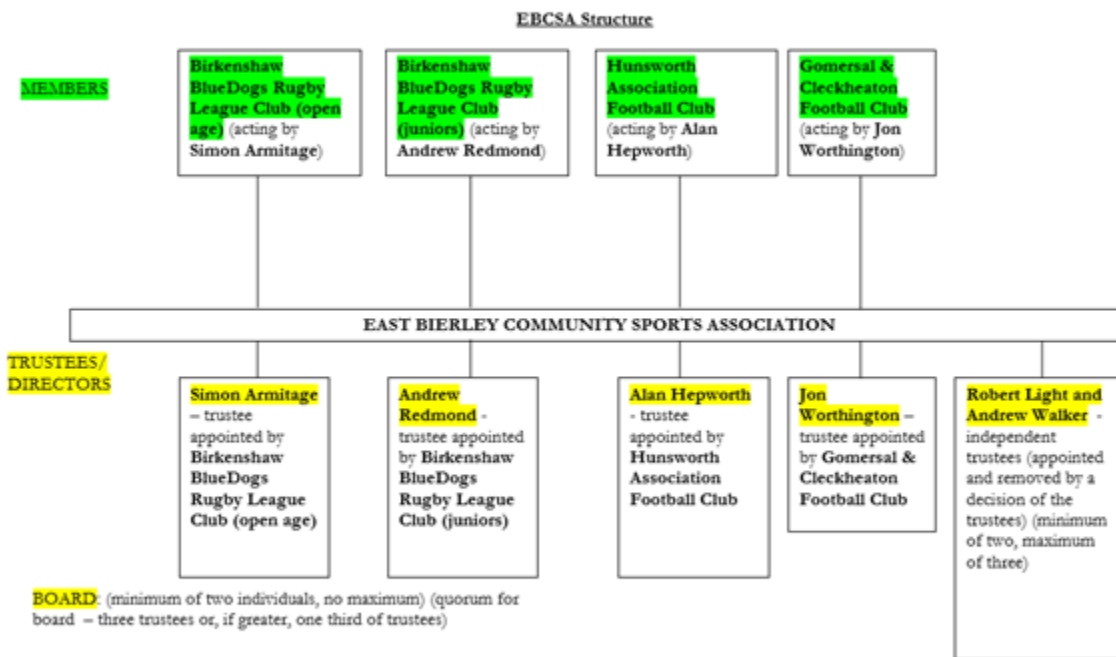 EBCSA Structure
MEMBERS
Birkenshaw
BlueDogs Rugby
League Club (open
age) (acting by
Simon Armitage)
Birkenshaw
BlueDogs Rugby
League Club
(juniors) (acting by
Andrew Redmond)
Hunsworth
Association
Football Club
(acting by Alan
Hepworth)
Gomersal &
Cleckheaton
Football Club
(acting by Jon
Worthington)
EAST BIERLEY COMMUNITY SPORTS ASSOCIATION
TRUSTEES/
DIRECTORS
Simon Armitage
– trustee
appointed by
Birkenshaw
BlueDogs
Rugby League
Club (open age)
Andrew
Redmond -
trustee appointed
by Birkenshaw
BlueDogs
Rugby League
Club (juniors)
Alan Hepworth
- trustee
appointed by
Hunsworth
Association
Football Club
Jon
Worthington –
trustee appointed
by Gomersal &
Cleckheaton
Football Club
Robert Light and
Andrew Walker -
independent
trustees (appointed
and removed by a
decision of the
trustees) (minimum
of two, maximum
of three)
BOARD: (minimum of two individuals, no maximum) (quorum for
board – three trustees or, if greater, one third of trustees)